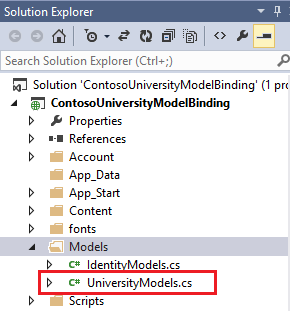 Solution Explorer
Search Solution Explorer (Ctrl+;)
Solution 'ContosoUniversityModelBinding' (1 pro
ContosoUniversityModelBinding
Properties
References
Account
App_Data
App_Start
Content
fonts
Models
C# IdentityModels.cs
C# UniversityModels.cs
Scripts